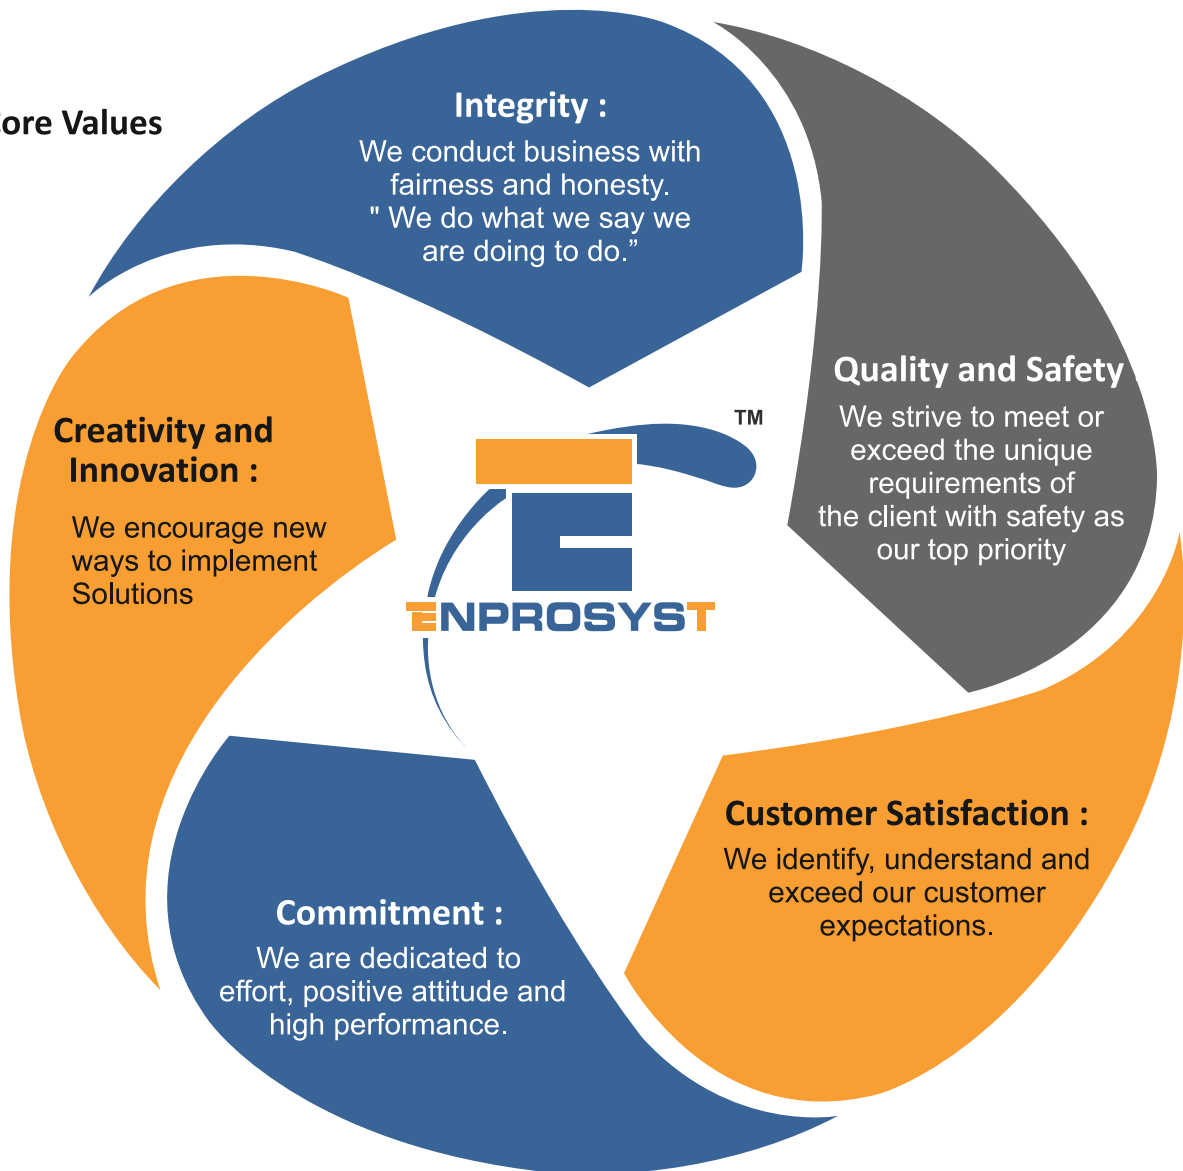 Core Values
Integrity :
We conduct business with
fairness and honesty.
" We do what we say we
are doing to do.”
Quality and Safety :
We strive to meet or
exceed the unique
requirements of
the client with safety as
our top priority
Customer Satisfaction :
We identify, understand and
exceed our customer
expectations.
Commitment :
We are dedicated to
effort, positive attitude and
high performance.
Creativity and
Innovation :
We encourage new
ways to implement
Solutions
TM
E
ENPROSYST